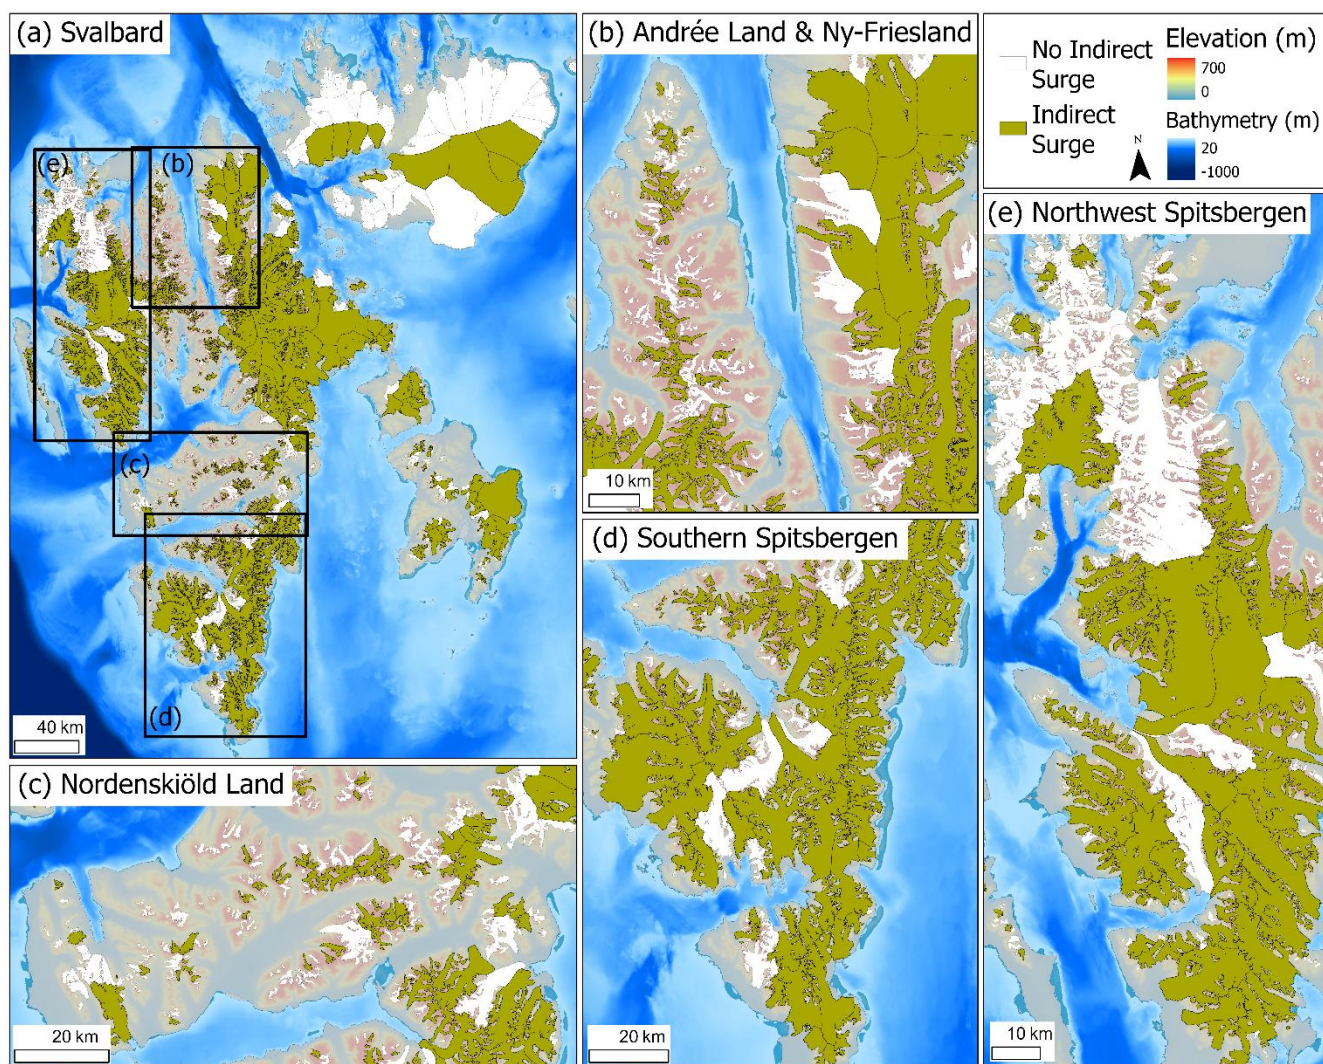 (a) Svalbard
(e)
(b)
(c)
(d)
40 km
(b) Andrée Land & Ny-Friesland
10 km
No Indirect
Surge
Indirect
Surge
Elevation (m)
700
0
Bathymetry (m)
20
-1000
N
(c) Nordenskiöld Land
20 km
(d) Southern Spitsbergen
20 km
(e) Northwest Spitsbergen
10 km